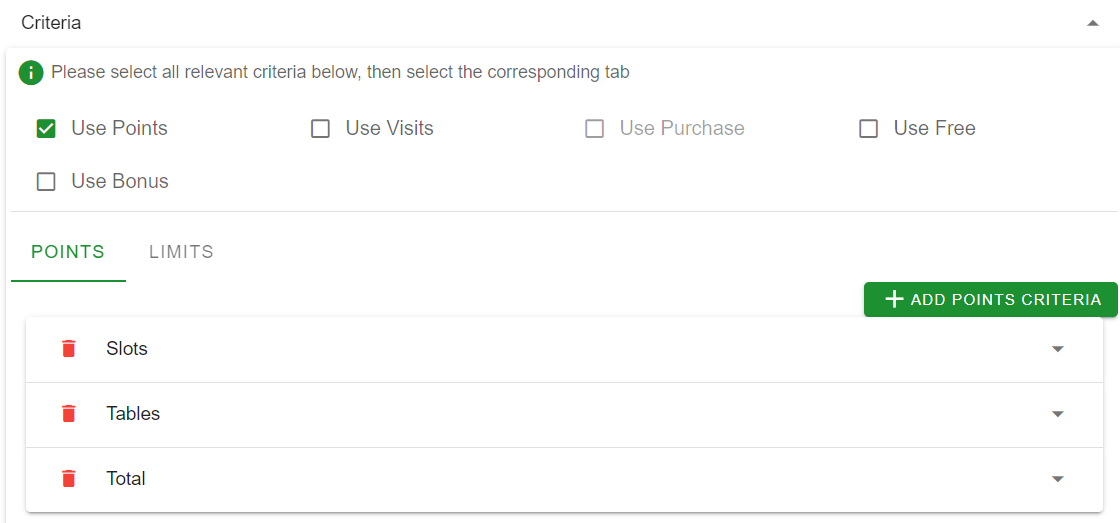 Criteria
Please select all relevant criteria below, then select the corresponding tab
Use Points Use Visits Use Purchase Use Free
Use Bonus
POINTS LIMITS
ADD POINTS CRITERIA
Slots
Tables
Total